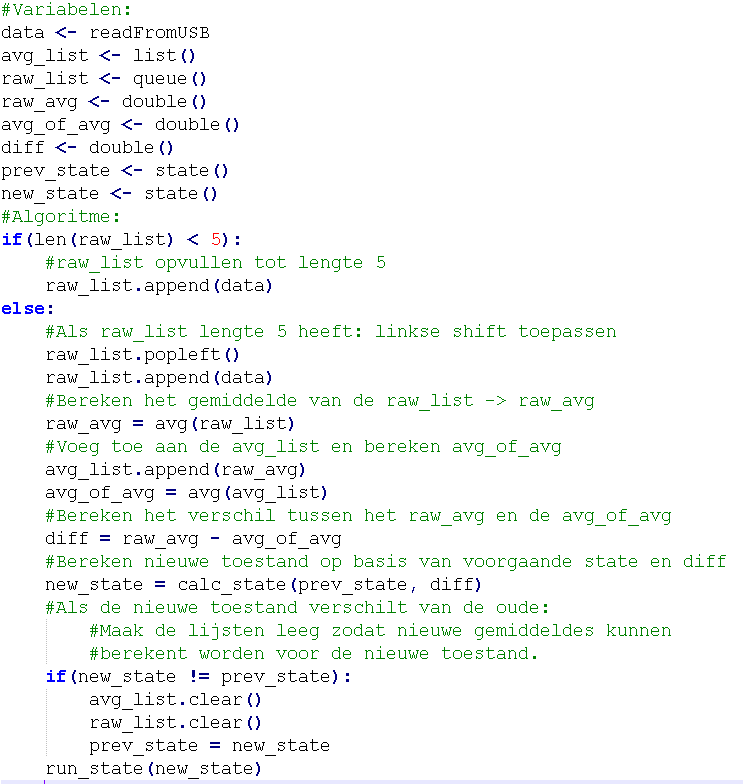 #Variabelen:
data <- readFromUSB
avg_list <- list()
raw_list <- queue()
raw_avg <- double()
avg_of_avg <- double()
diff <- double()
prev_state <- state()
new_state <- state()
#Algoritme:
if(len(raw_list) < 5):
    #raw_list opvullen tot lengte 5
    raw_list.append(data)
else:
    #Als raw_list lengte 5 heeft: linkse shift toepassen
    raw_list.popleft()
    raw_list.append(data)
    #Bereken het gemiddelde van de raw_list -> raw_avg
    raw_avg = avg(raw_list)
    #Voeg toe aan de avg_list en bereken avg_of_avg
    avg_list.append(raw_avg)
    avg_of_avg = avg(avg_list)
    #Bereken het verschil tussen het raw_avg en de avg_of_avg
    diff = raw_avg - avg_of_avg
    #Bereken nieuwe toestand op basis van voorgaande state en diff
    new_state = calc_state(prev_state, diff)
    #Als de nieuwe toestand verschilt van de oude:
        #Maak de lijsten leeg zodat nieuwe gemiddeldes kunnen
        #berekent worden voor de nieuwe toestand.
    if(new_state != prev_state):
        avg_list.clear()
        raw_list.clear()
        prev_state = new_state
    run_state(new_state)